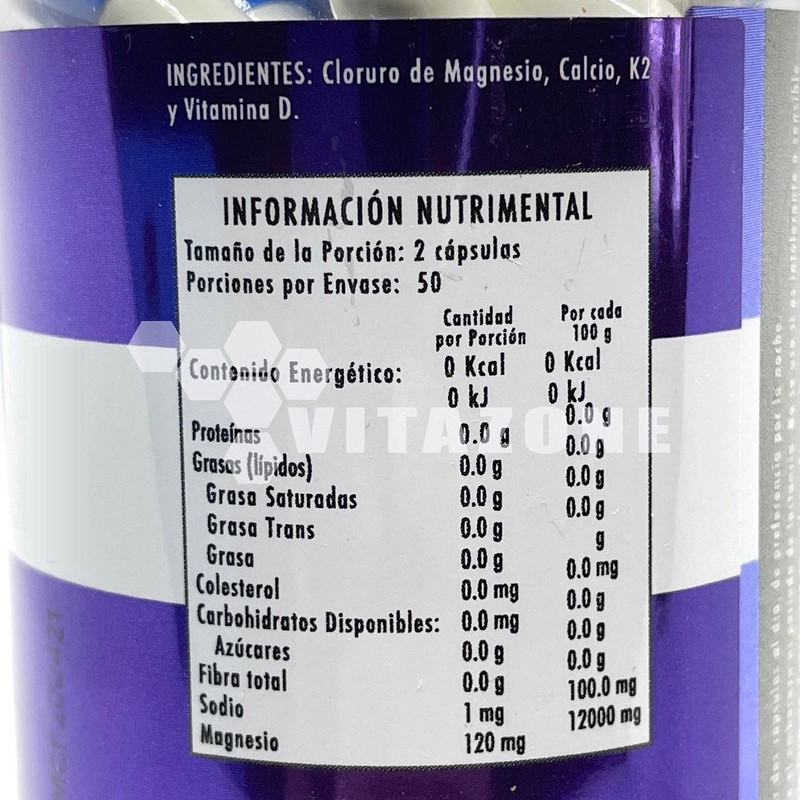 INGREDIENTES: Cloruro de Magnesio, Calcio, K2
y Vitamina D.
INFORMACIÓN NUTRIMENTAL
Tamaño de la Porción: 2 cápsulas
Porciones por Envase: 50
Cantidad por Porción Por cada 100 g
Contenido Energético: 0 Kcal 0 Kcal
0 kJ 0 kJ
0.0 g
Proteínas 0.0 g 0.0 g
Grasas (lípidos) 0.0 g 0.0 g
Grasa Saturadas 0.0 g 0.0 g
Grasa Trans 0.0 g g
Grasa 0.0 g 0.0 mg
Colesterol 0.0 mg 0.0 g
Carbohidratos Disponibles: 0.0 mg 0.0 g
Azúcares 0.0 g 0.0 g
Fibra total 0.0 g 100.0 mg
Sodio 1 mg 12000 mg
Magnesio 120 mg
VITAZONE